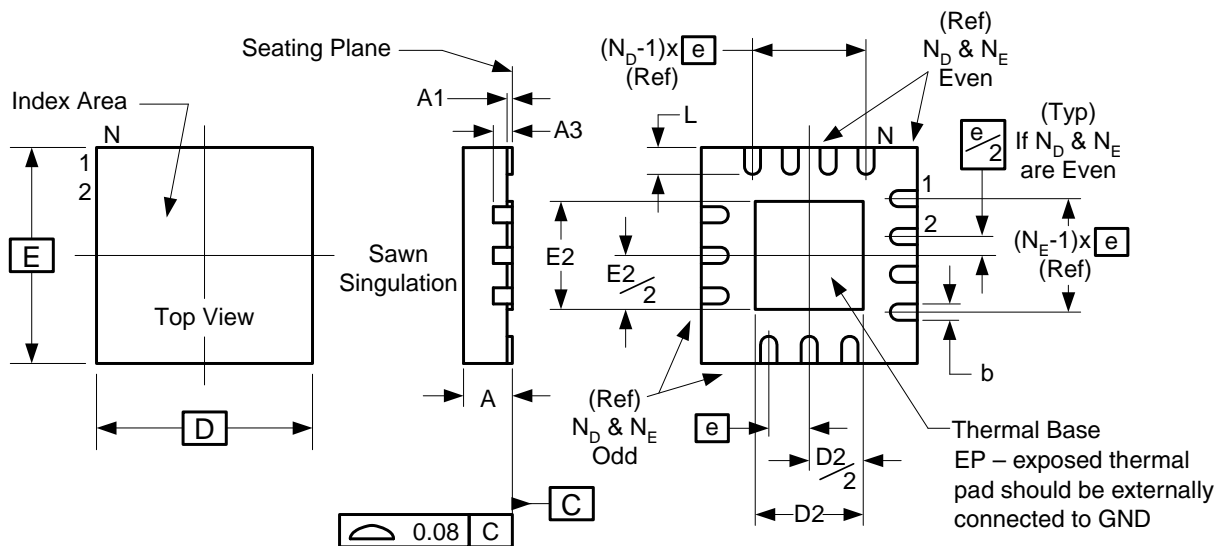 Seating Plane
Index Area
N
1
2
E
Top View
D
A1
A3
Sawn
Singulation
A
0.08 C
C
(N_D-1)x e
(Ref)
(Ref)
N_D & N_E
Even
L
N
e/2
(Typ)
If N_D & N_E
are Even
1
2
(N_E-1)x e
(Ref)
E2
E2/2
b
(Ref)
N_D & N_E
Odd
e
D2/2
D2
Thermal Base
EP – exposed thermal
pad should be externally
connected to GND